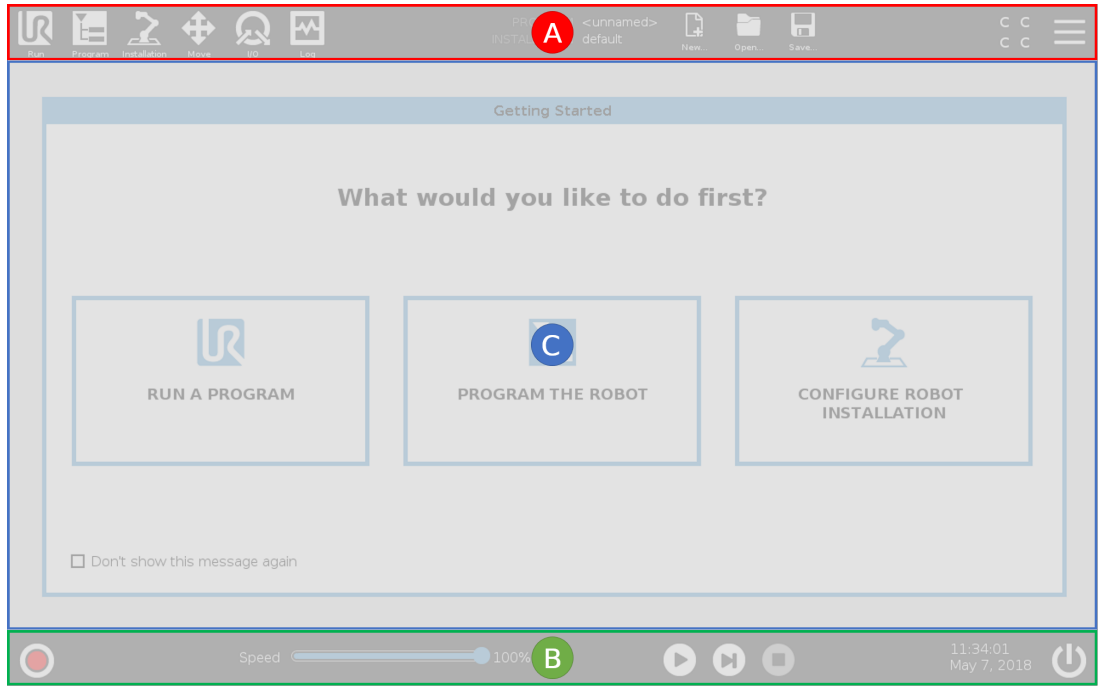 PRO <unnamed>
INSTAL default
A
C C
C C
Run Program Installation Move I/O Log New... Open... Save...
Getting Started
What would you like to do first?
C
RUN A PROGRAM
PROGRAM THE ROBOT
CONFIGURE ROBOT
INSTALLATION
Don't show this message again
Speed 100% B
11:34:01
May 7, 2018